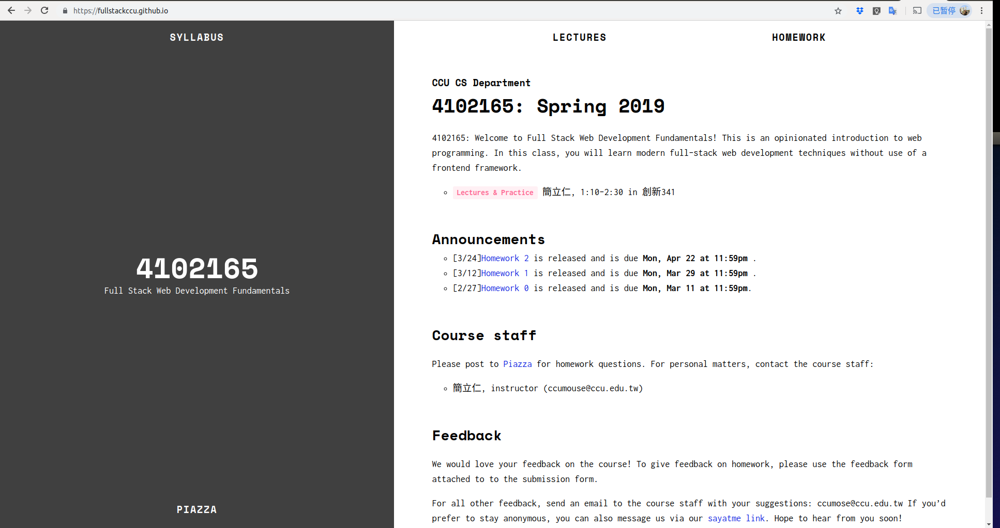 https://fullstackccu.github.io
已暂停
SYLLABUS
LECTURES
HOMEWORK
4102165
Full Stack Web Development Fundamentals
PIAZZA
CCU CS Department
4102165: Spring 2019
4102165: Welcome to Full Stack Web Development Fundamentals! This is an opinionated introduction to web
programming. In this class, you will learn modern full-stack web development techniques without use of a
frontend framework.
Lectures & Practice 簡立仁, 1:10-2:30 in 創新341
Announcements
[3/24]Homework 2 is released and is due Mon, Apr 22 at 11:59pm .
[3/12]Homework 1 is released and is due Mon, Mar 29 at 11:59pm .
[2/27]Homework 0 is released and is due Mon, Mar 11 at 11:59pm.
Course staff
Please post to Piazza for homework questions. For personal matters, contact the course staff:
簡立仁, instructor (ccumouse@ccu.edu.tw)
Feedback
We would love your feedback on the course! To give feedback on homework, please use the feedback form
attached to to the submission form.
For all other feedback, send an email to the course staff with your suggestions: ccumose@ccu.edu.tw If you’d
prefer to stay anonymous, you can also message us via our sayatme link. Hope to hear from you soon!